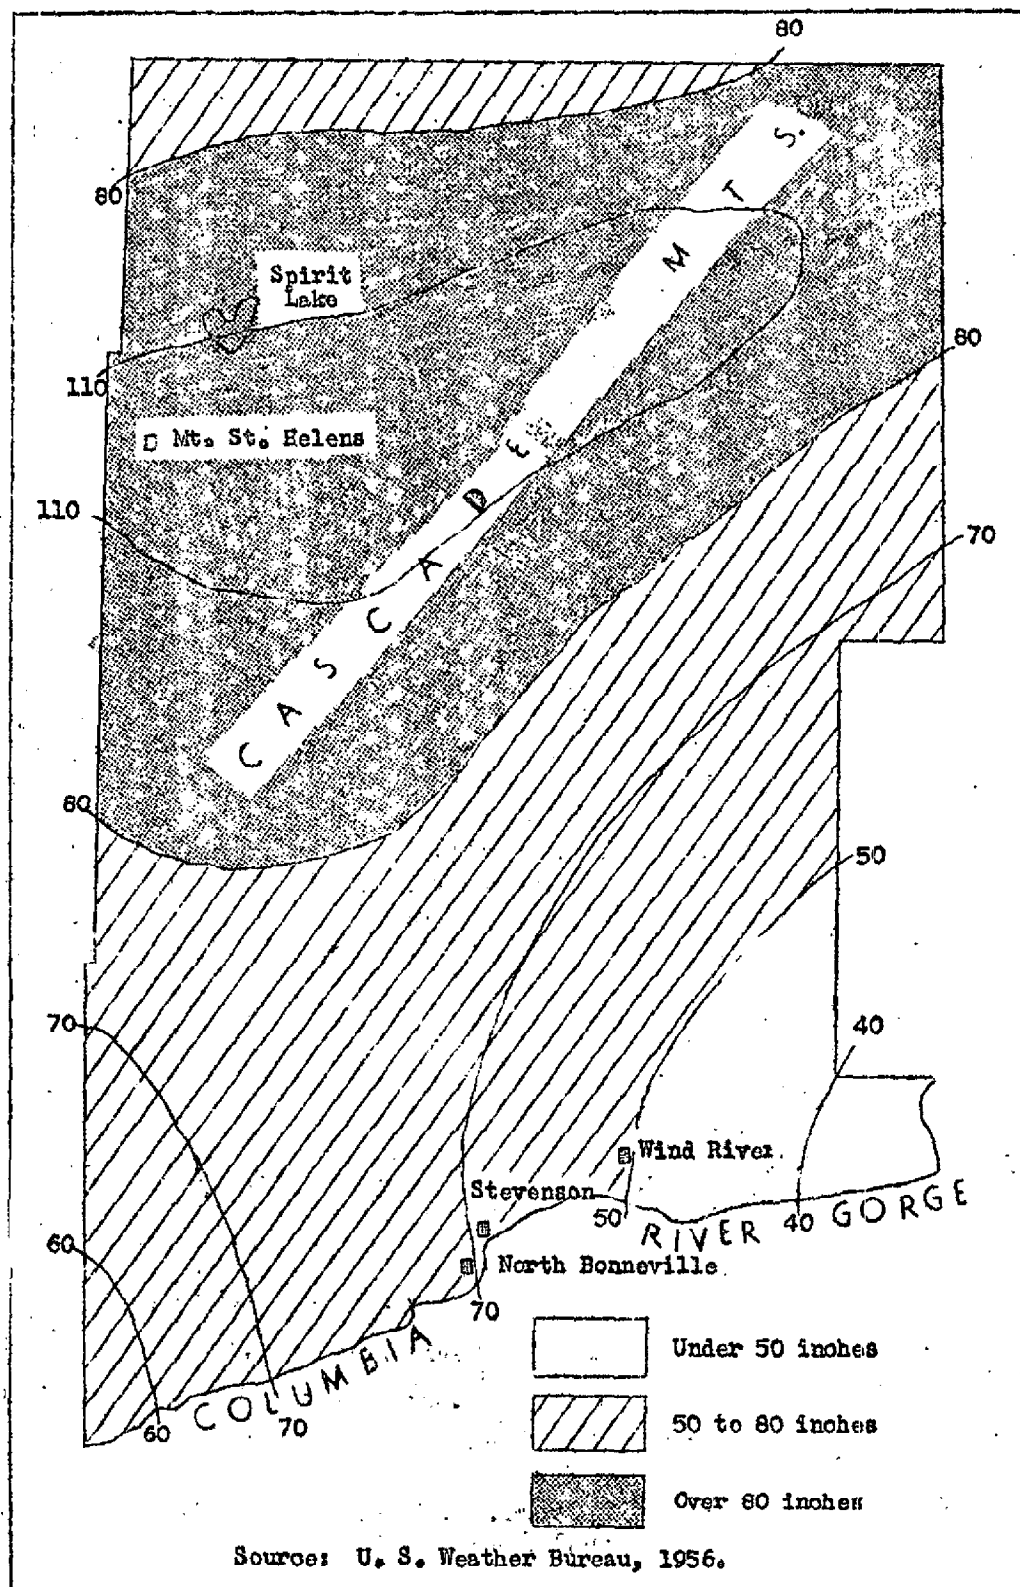 80
80
CASCADE MTS.
Spirit
Lake
80
110
Mt. St. Helens
110
70
80
50
70
40
Wind River
Stevenson
50
40
RIVER GORGE
60
North Bonneville
70
COLUMBIA
60
70
Under 50 inches
50 to 80 inches
Over 80 inches
Source: U. S. Weather Bureau, 1956.